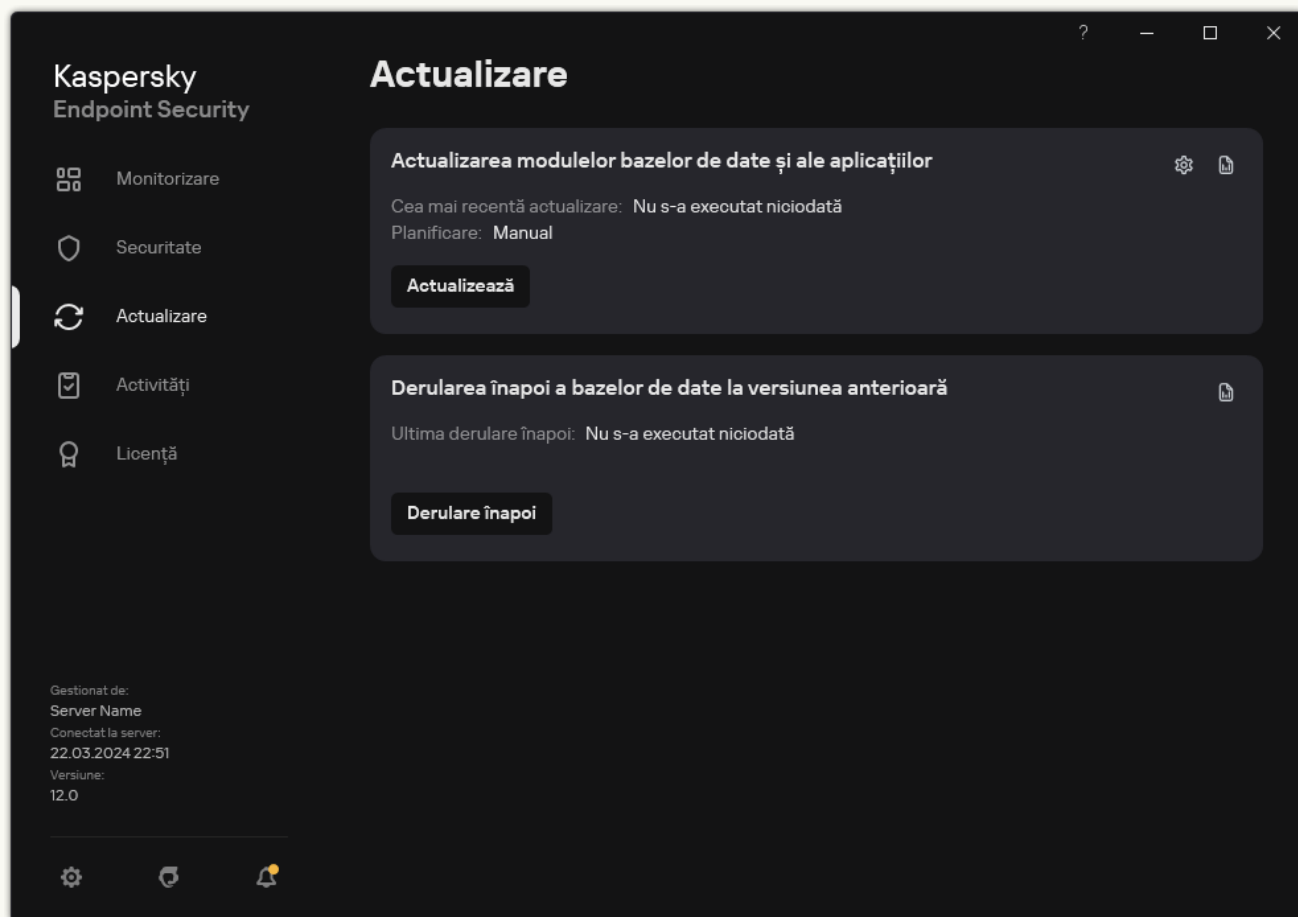 ?
Kaspersky
Endpoint Security
Monitorizare
Securitate
Actualizare
Activități
Licență
Gestionat de:
Server Name
Conectat la server:
22.03.2024 22:51
Versiune:
12.0
Actualizare
Actualizarea modulelor bazelor de date și ale aplicațiilor
Cea mai recentă actualizare: Nu s-a executat niciodată
Planificare: Manual
Actualizează
Derularea înapoi a bazelor de date la versiunea anterioară
Ultima derulare înapoi: Nu s-a executat niciodată
Derulare înapoi